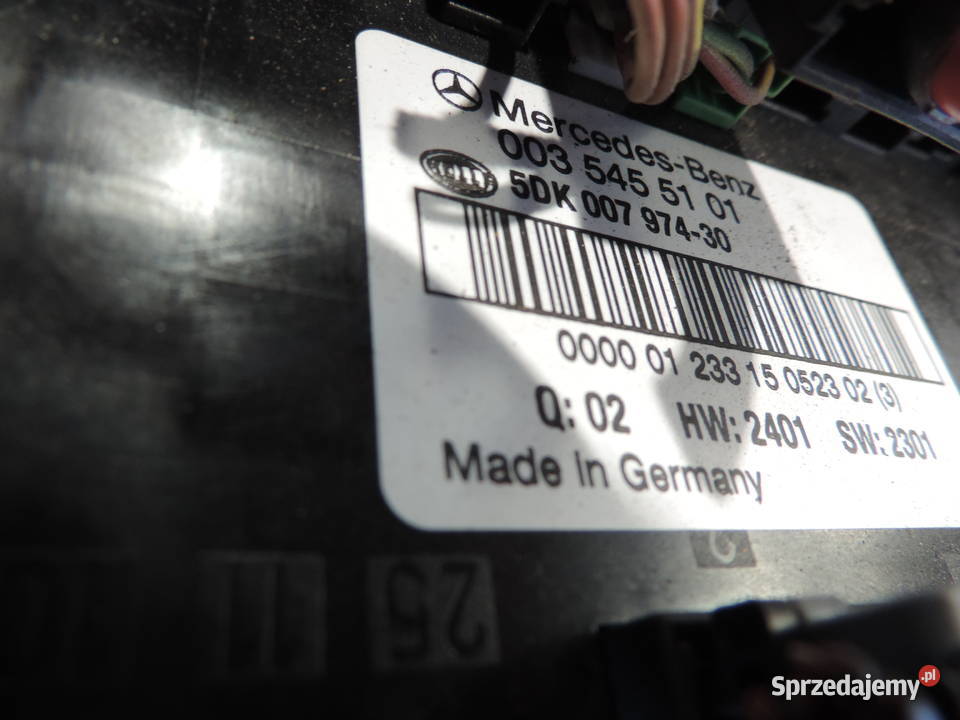 Mercedes-Benz
003 545 51 01
5DK 007 974-30
0000 01 233 15 0523 02 (3)
Q: 02 HW: 2401 SW: 2301
Made In Germany
2
25
Sprzedajemy.pl